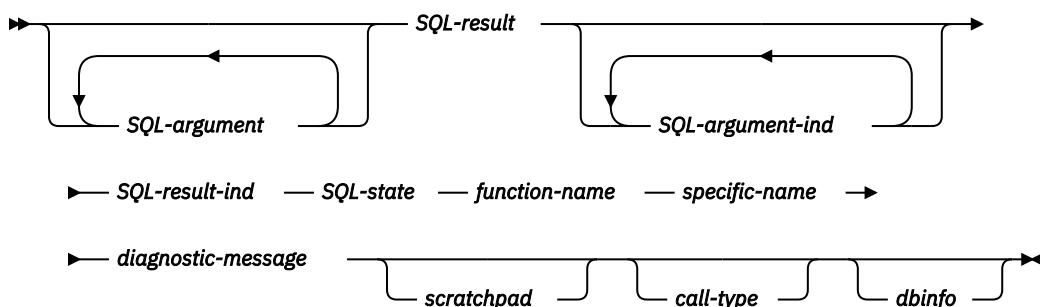 SQL-result
SQL-argument SQL-argument-ind
SQL-result-ind SQL-state function-name specific-name
diagnostic-message
scratchpad call-type dbinfo